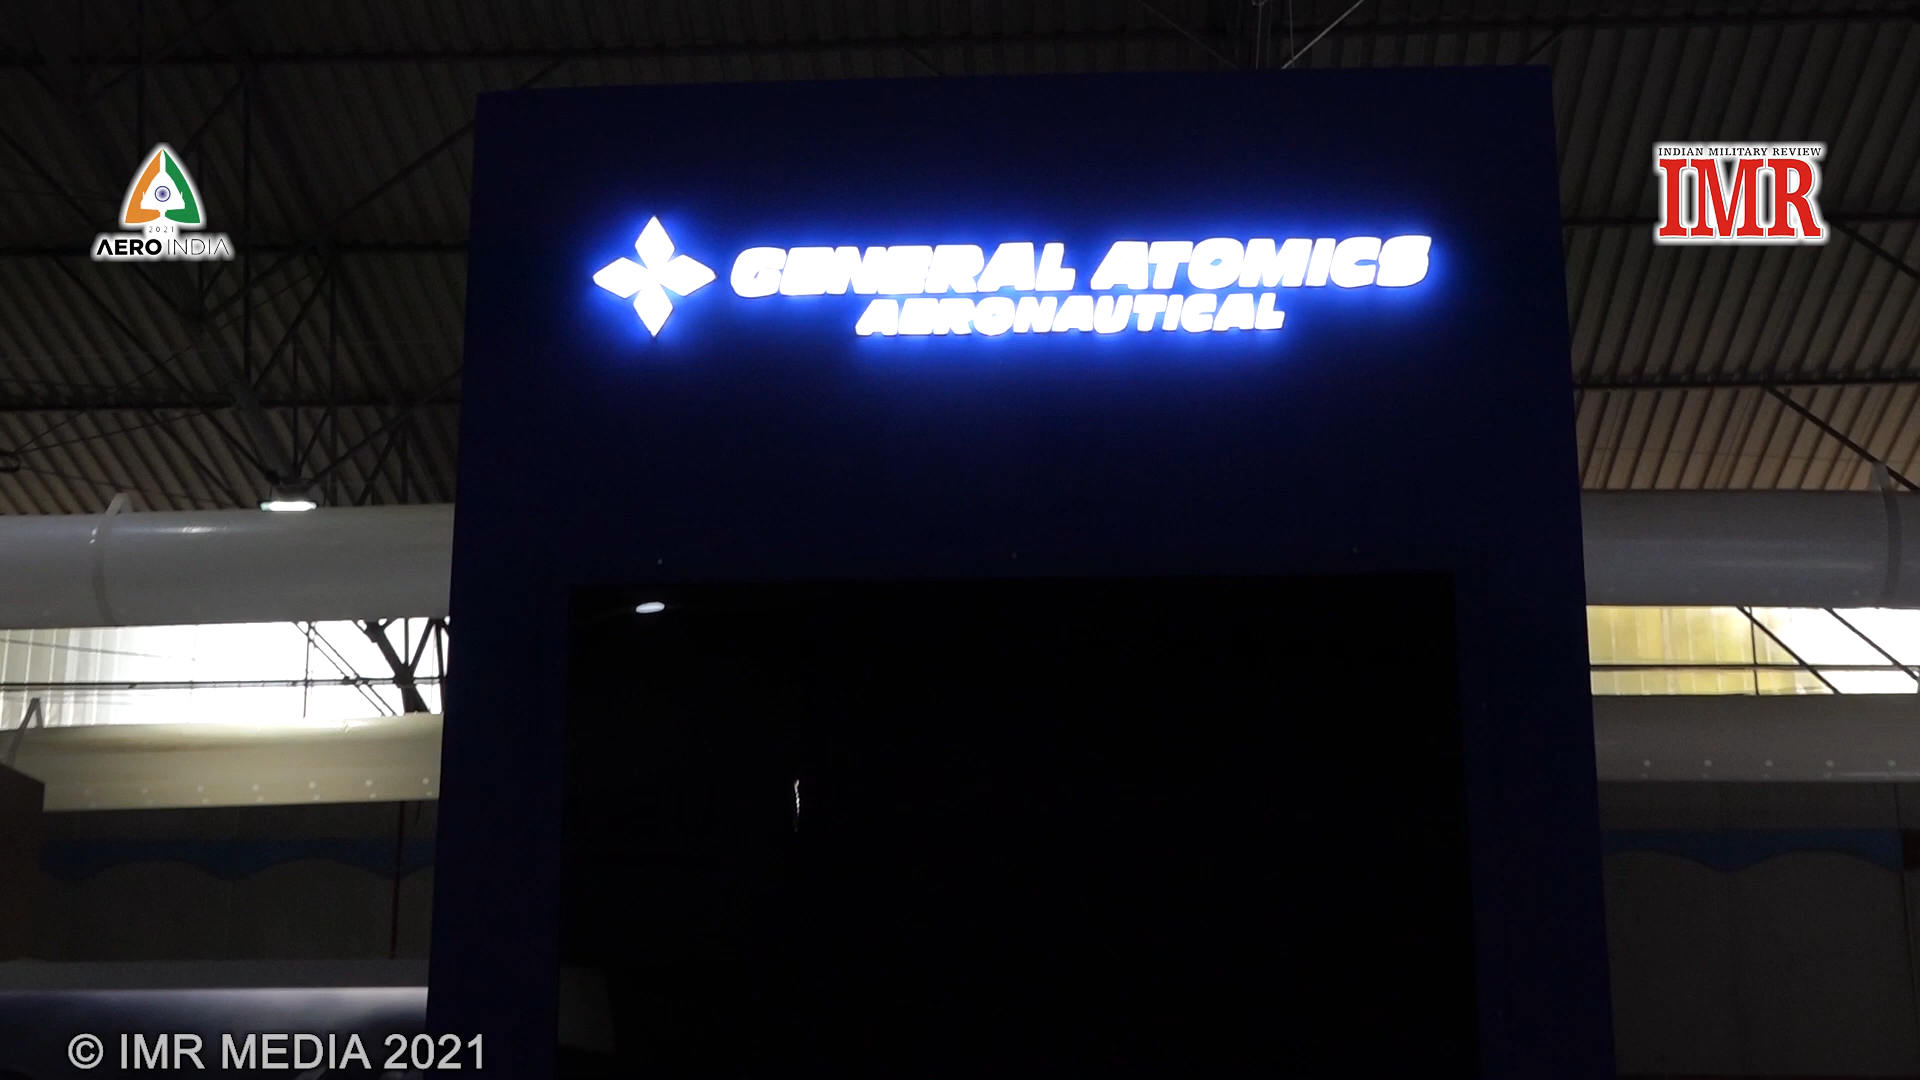 2021
AERO INDIA
INDIAN MILITARY REVIEW
IMR
GENERAL ATOMICS
AERONAUTICAL
© IMR MEDIA 2021